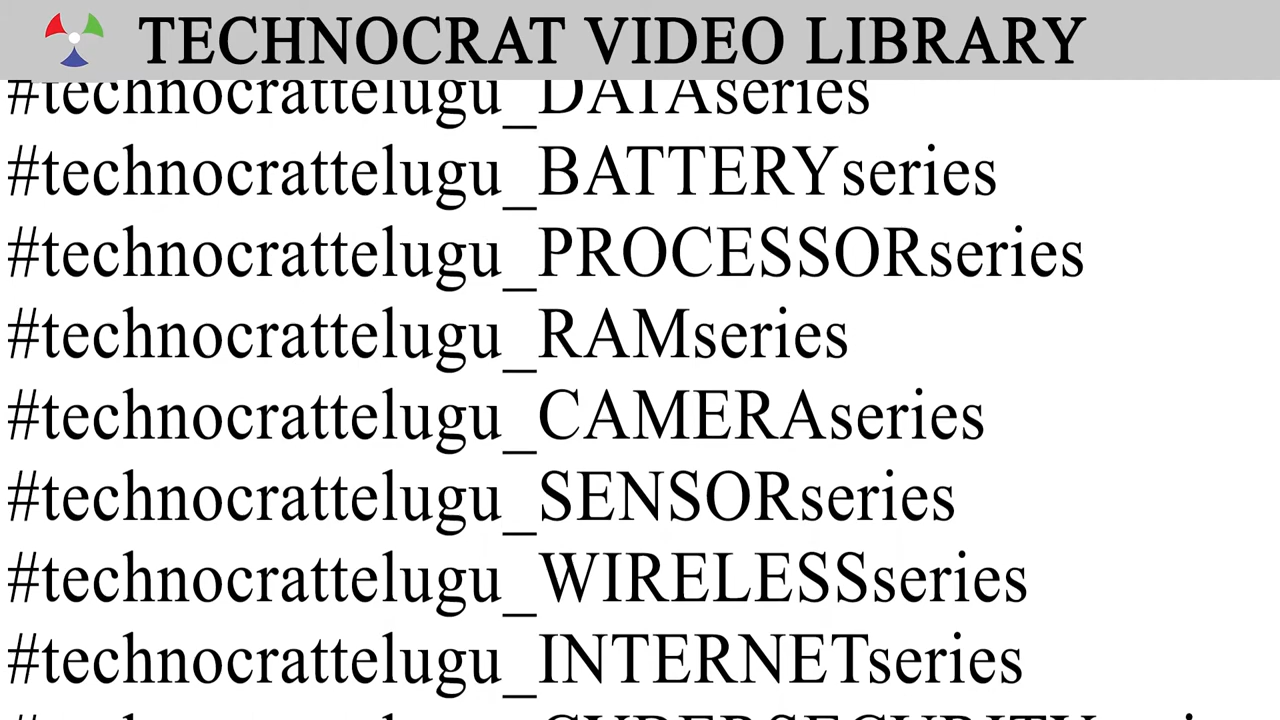 TECHNOCRAT VIDEO LIBRARY
#technocrattelugu_DATAseries
#technocrattelugu_BATTERYseries
#technocrattelugu_PROCESSORseries
#technocrattelugu_RAMseries
#technocrattelugu_CAMERAseries
#technocrattelugu_SENSORseries
#technocrattelugu_WIRELESSseries
#technocrattelugu_INTERNETseries